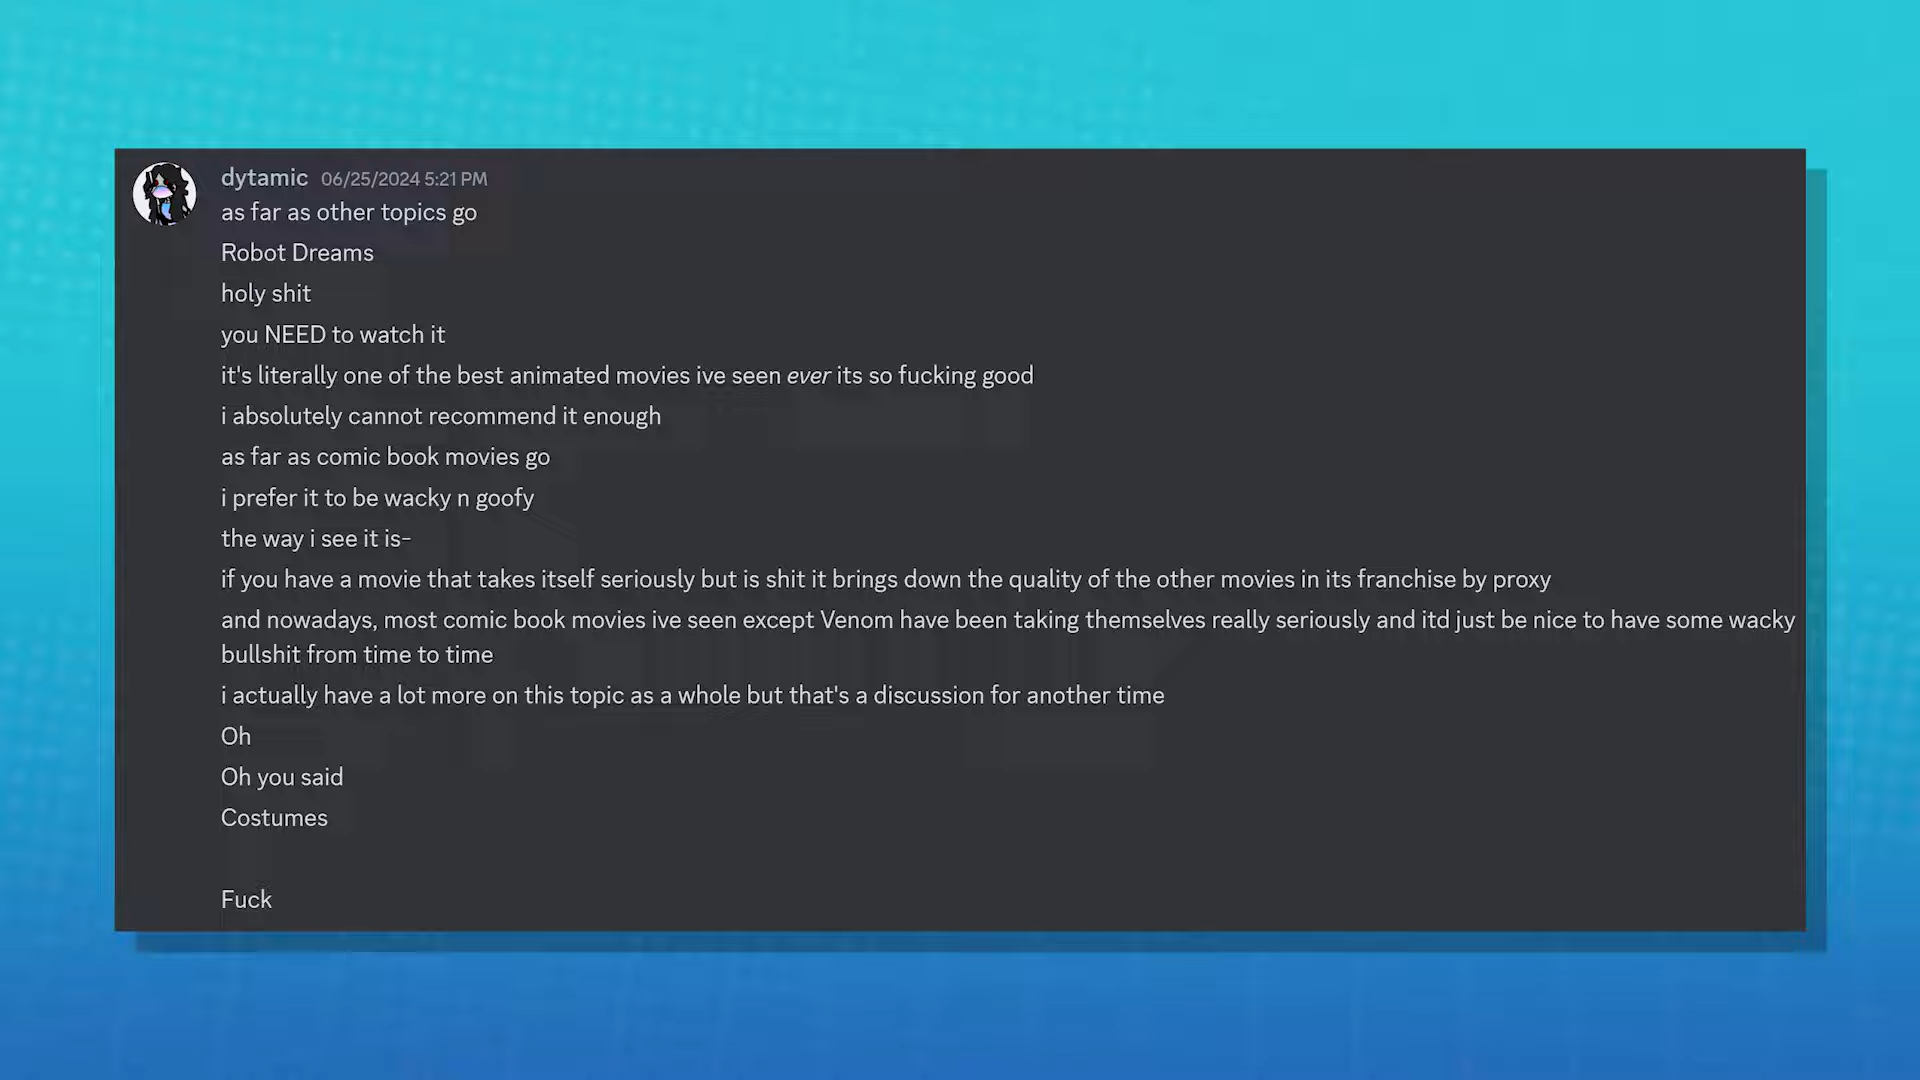 dytamic 06/25/2024 5:21 PM
as far as other topics go
Robot Dreams
holy shit
you NEED to watch it
it's literally one of the best animated movies ive seen ever its so fucking good
i absolutely cannot recommend it enough
as far as comic book movies go
i prefer it to be wacky n goofy
the way i see it is-
if you have a movie that takes itself seriously but is shit it brings down the quality of the other movies in its franchise by proxy
and nowadays, most comic book movies ive seen except Venom have been taking themselves really seriously and itd just be nice to have some wacky
bullshit from time to time
i actually have a lot more on this topic as a whole but that's a discussion for another time
Oh
Oh you said
Costumes
Fuck